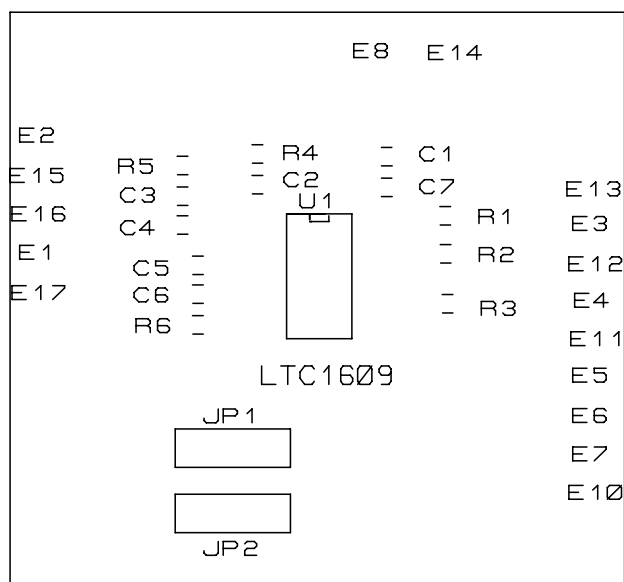 E8 E14
E2
R4 C1
R5
E15 C2 C7 E13
C3 U1
E16 R1 E3
C4
E1 R2 E12
C5
E17 C6 E4
R3
R6 E11
LTC1609 E5
JP1 E6
E7
E10
JP2